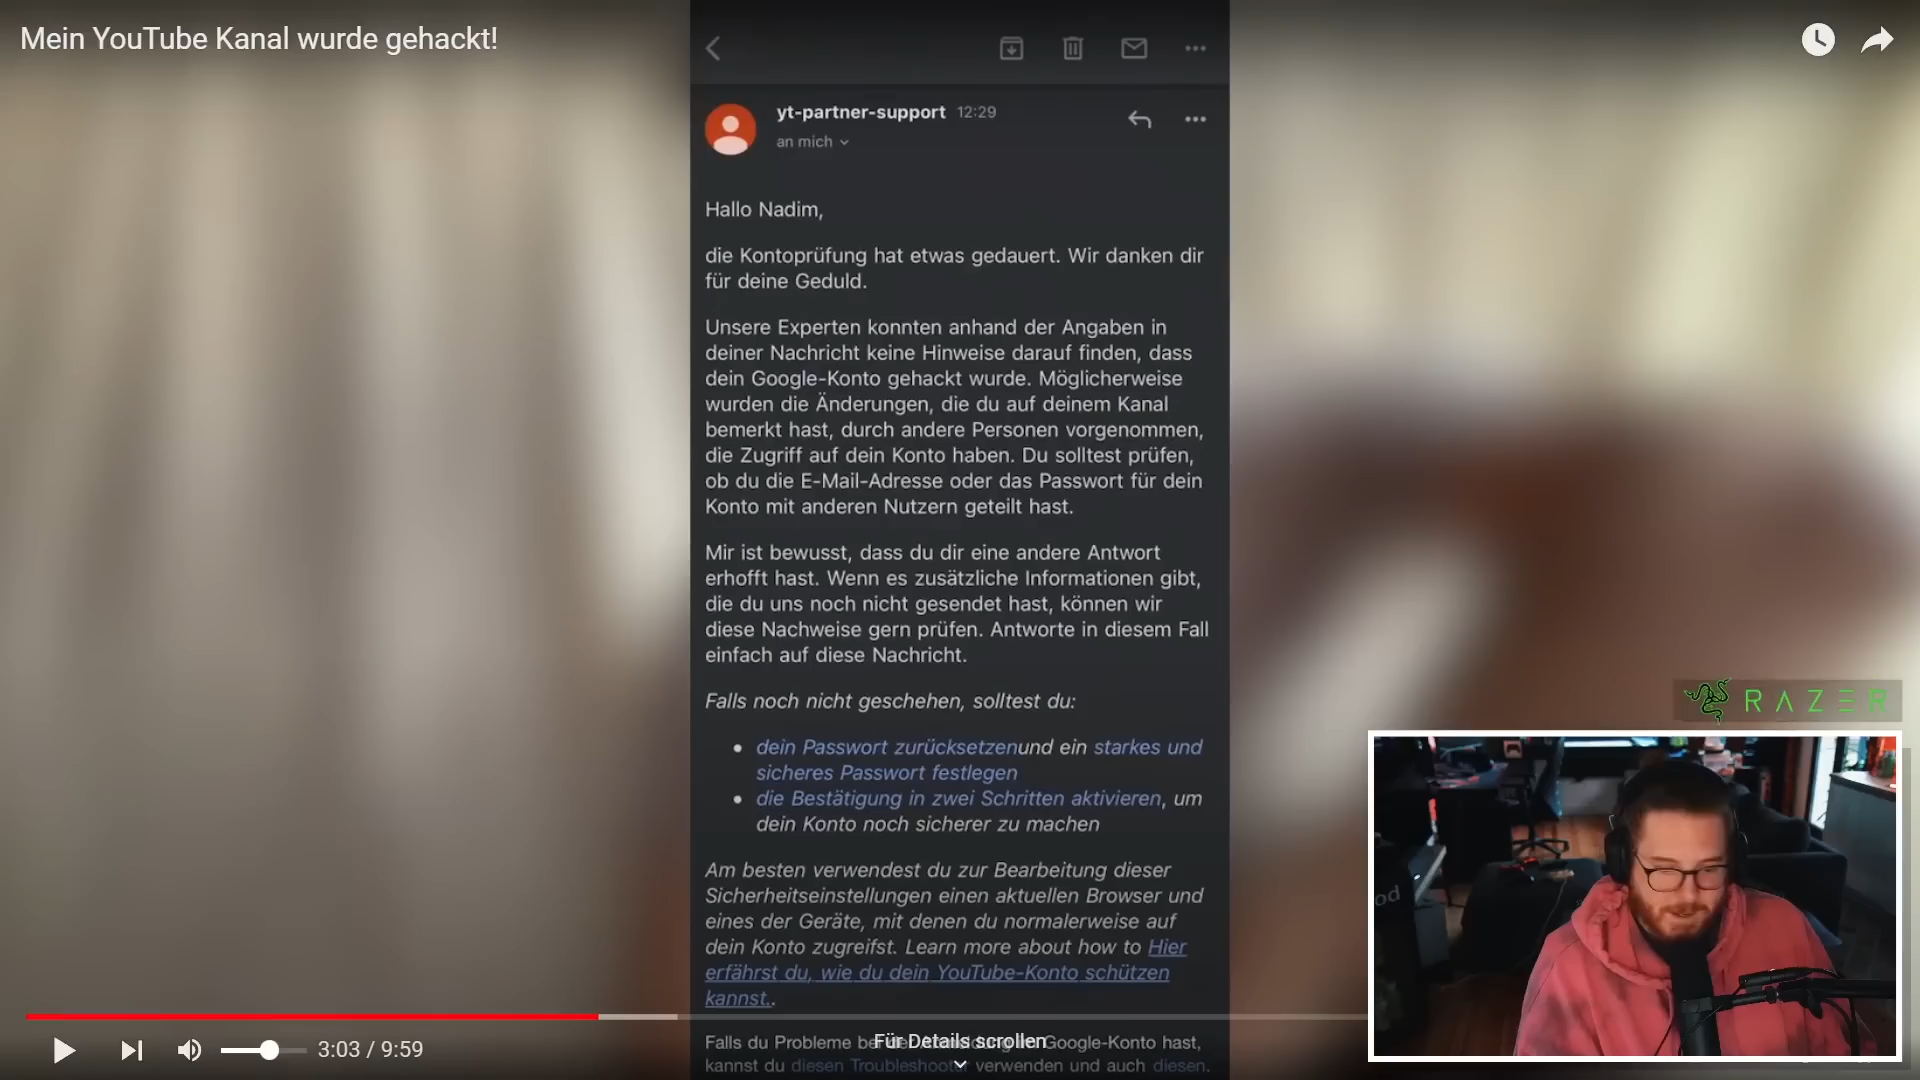 Mein YouTube Kanal wurde gehackt!
yt-partner-support 12:29
an mich
Hallo Nadim,
die Kontoprüfung hat etwas gedauert. Wir danken dir
für deine Geduld.
Unsere Experten konnten anhand der Angaben in
deiner Nachricht keine Hinweise darauf finden, dass
dein Google-Konto gehackt wurde. Möglicherweise
wurden die Änderungen, die du auf deinem Kanal
bemerkt hast, durch andere Personen vorgenommen,
die Zugriff auf dein Konto haben. Du solltest prüfen,
ob du die E-Mail-Adresse oder das Passwort für dein
Konto mit anderen Nutzern geteilt hast.
Mir ist bewusst, dass du dir eine andere Antwort
erhofft hast. Wenn es zusätzliche Informationen gibt,
die du uns noch nicht gesendet hast, können wir
diese Nachweise gern prüfen. Antworte in diesem Fall
einfach auf diese Nachricht.
Falls noch nicht geschehen, solltest du:
• dein Passwort zurücksetzenund ein starkes und
sicheres Passwort festlegen
• die Bestätigung in zwei Schritten aktivieren, um
dein Konto noch sicherer zu machen
Am besten verwendest du zur Bearbeitung dieser
Sicherheitseinstellungen einen aktuellen Browser und
eines der Geräte, mit denen du normalerweise auf
dein Konto zugreifst. Learn more about how to Hier
erfährst du, wie du dein YouTube-Konto schützen
kannst..
Falls du Probleme Google-Konto hast,
kannst du diesen Troubleshooter verwenden und auch diesen.
Für Details scrollen
3:03 / 9:59
RAZER
od